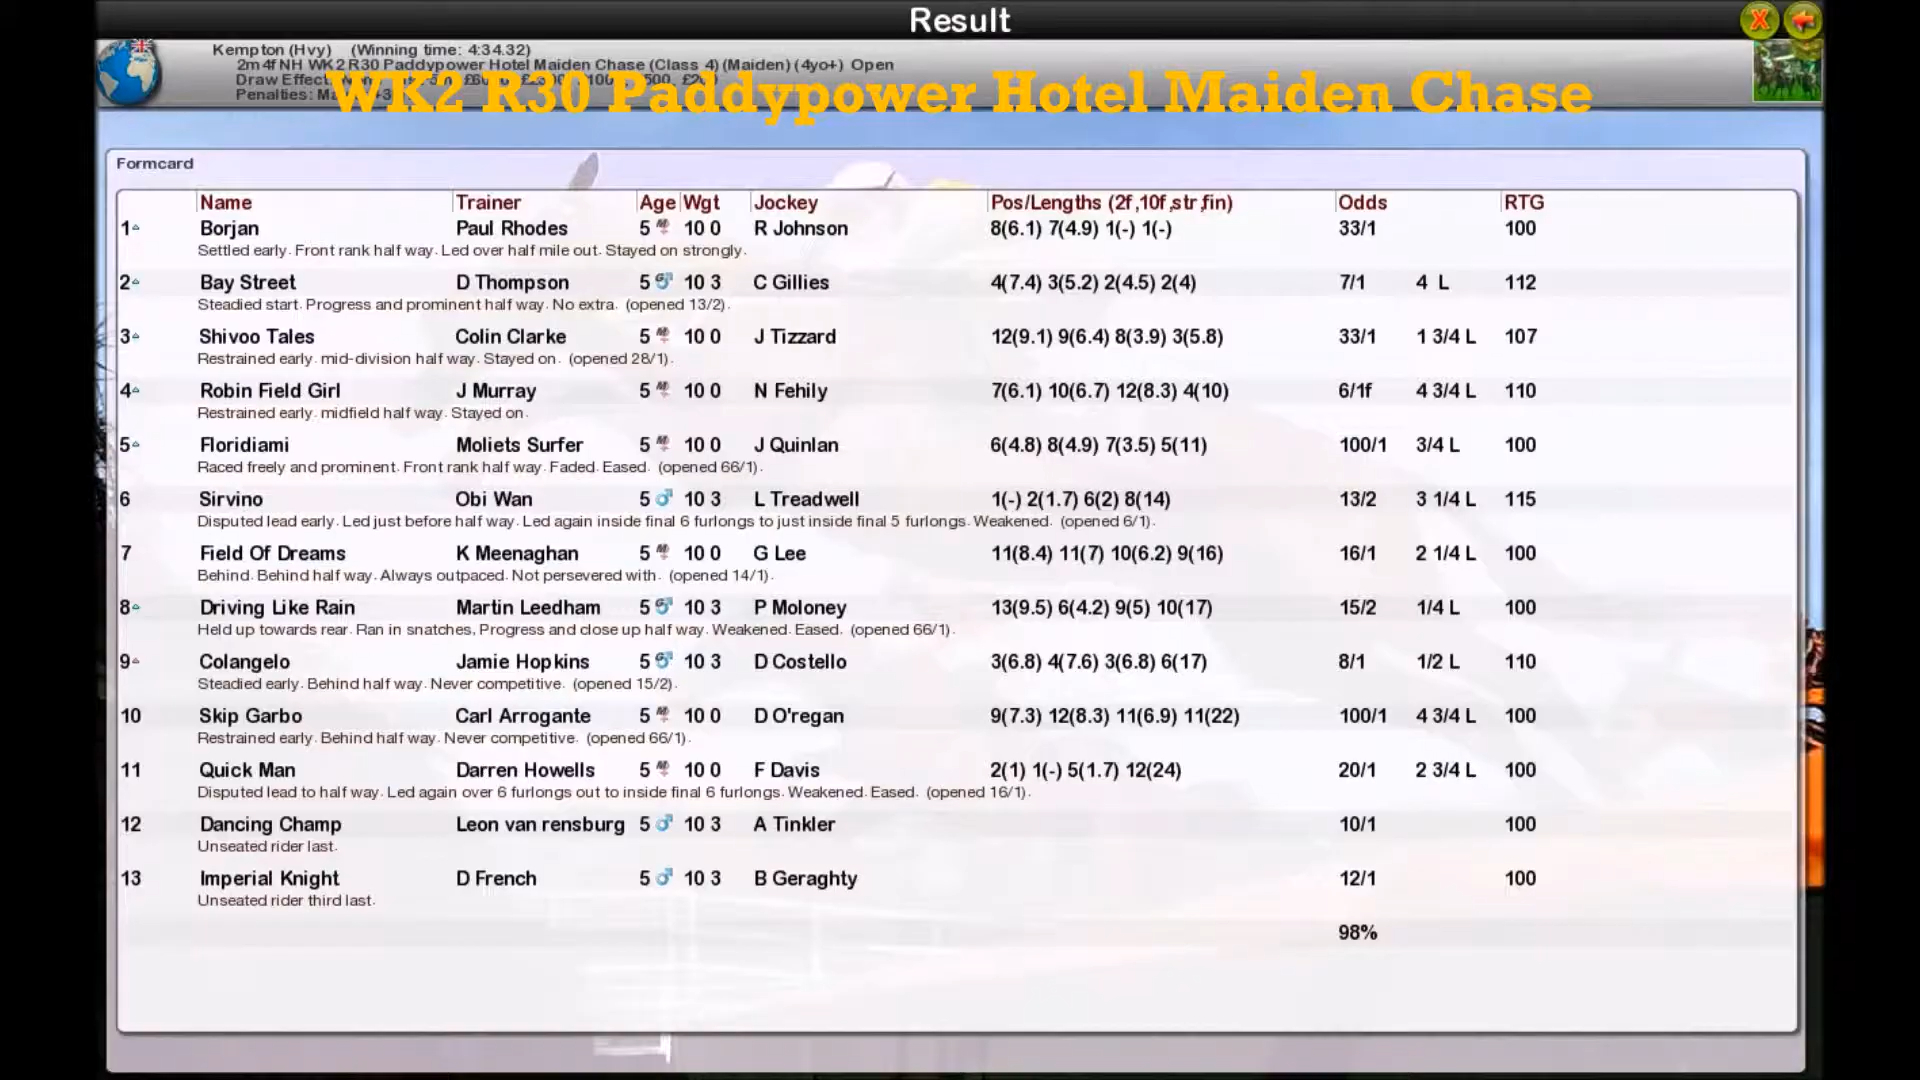 Result
Kempton (Hvy) (Winning time: 4:34.32)
2m4f NH WK2 R30 Paddypower Hotel Maiden Chase (Class 4) (Maiden) (4yo+) Open
Draw Effect:
Penalties:
WK2 R30 Paddypower Hotel Maiden Chase
Formcard
Name Trainer Age Wgt Jockey Pos/Lengths (2f,10f,str,fin) Odds RTG
1 Borjan Paul Rhodes 5 10 0 R Johnson 8(6.1) 7(4.9) 1(-) 1(-) 33/1 100
Settled early. Front rank half way. Led over half mile out. Stayed on strongly.
2 Bay Street D Thompson 5 10 3 C Gillies 4(7.4) 3(5.2) 2(4.5) 2(4) 7/1 4 L 112
Steadied start. Progress and prominent half way. No extra. (opened 13/2).
3 Shivoo Tales Colin Clarke 5 10 0 J Tizzard 12(9.1) 9(6.4) 8(3.9) 3(5.8) 33/1 1 3/4 L 107
Restrained early. mid-division half way. Stayed on. (opened 28/1).
4 Robin Field Girl J Murray 5 10 0 N Fehily 7(6.1) 10(6.7) 12(8.3) 4(10) 6/1f 4 3/4 L 110
Restrained early. midfield half way. Stayed on.
5 Floridiami Moliets Surfer 5 10 0 J Quinlan 6(4.8) 8(4.9) 7(3.5) 5(11) 100/1 3/4 L 100
Raced freely and prominent. Front rank half way. Faded. Eased. (opened 66/1).
6 Sirvino Obi Wan 5 10 3 L Treadwell 1(-) 2(1.7) 6(2) 8(14) 13/2 3 1/4 L 115
Disputed lead early. Led just before half way. Led again inside final 6 furlongs to just inside final 5 furlongs. Weakened. (opened 6/1).
7 Field Of Dreams K Meenaghan 5 10 0 G Lee 11(8.4) 11(7) 10(6.2) 9(16) 16/1 2 1/4 L 100
Behind. Behind half way. Always outpaced. Not persevered with. (opened 14/1).
8 Driving Like Rain Martin Leedham 5 10 3 P Moloney 13(9.5) 6(4.2) 9(5) 10(17) 15/2 1/4 L 100
Held up towards rear. Ran in snatches, Progress and close up half way. Weakened. Eased. (opened 66/1).
9 Colangelo Jamie Hopkins 5 10 3 D Costello 3(6.8) 4(7.6) 3(6.8) 6(17) 8/1 1/2 L 110
Steadied early. Behind half way. Never competitive. (opened 15/2).
10 Skip Garbo Carl Arrogante 5 10 0 D O'regan 9(7.3) 12(8.3) 11(6.9) 11(22) 100/1 4 3/4 L 100
Restrained early. Behind half way. Never competitive. (opened 66/1).
11 Quick Man Darren Howells 5 10 0 F Davis 2(1) 1(-) 5(1.7) 12(24) 20/1 2 3/4 L 100
Disputed lead to half way. Led again over 6 furlongs out to inside final 6 furlongs. Weakened. Eased. (opened 16/1).
12 Dancing Champ Leon van rensburg 5 10 3 A Tinkler 10/1 100
Unseated rider last.
13 Imperial Knight D French 5 10 3 B Geraghty 12/1 100
Unseated rider third last.
98%